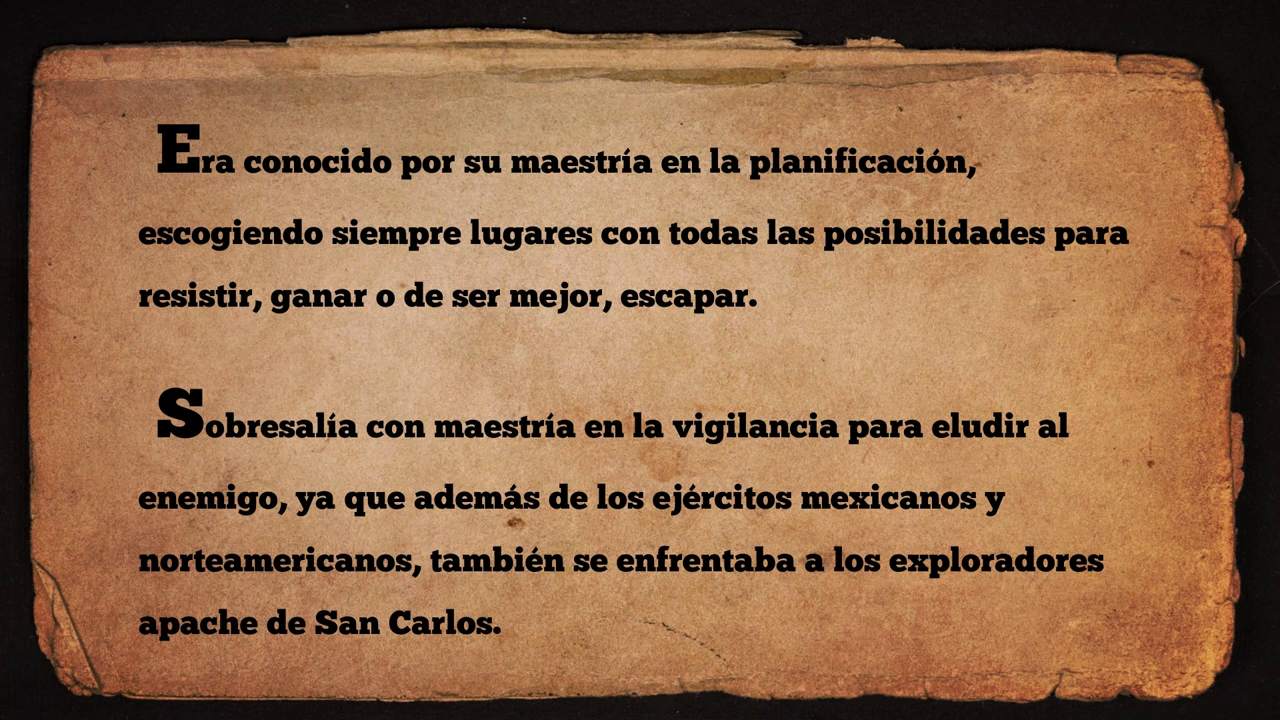 Era conocido por su maestría en la planificación,
escogiendo siempre lugares con todas las posibilidades para
resistir, ganar o de ser mejor, escapar.
Sobresalía con maestría en la vigilancia para eludir al
enemigo, ya que además de los ejércitos mexicanos y
norteamericanos, también se enfrentaba a los exploradores
apache de San Carlos.